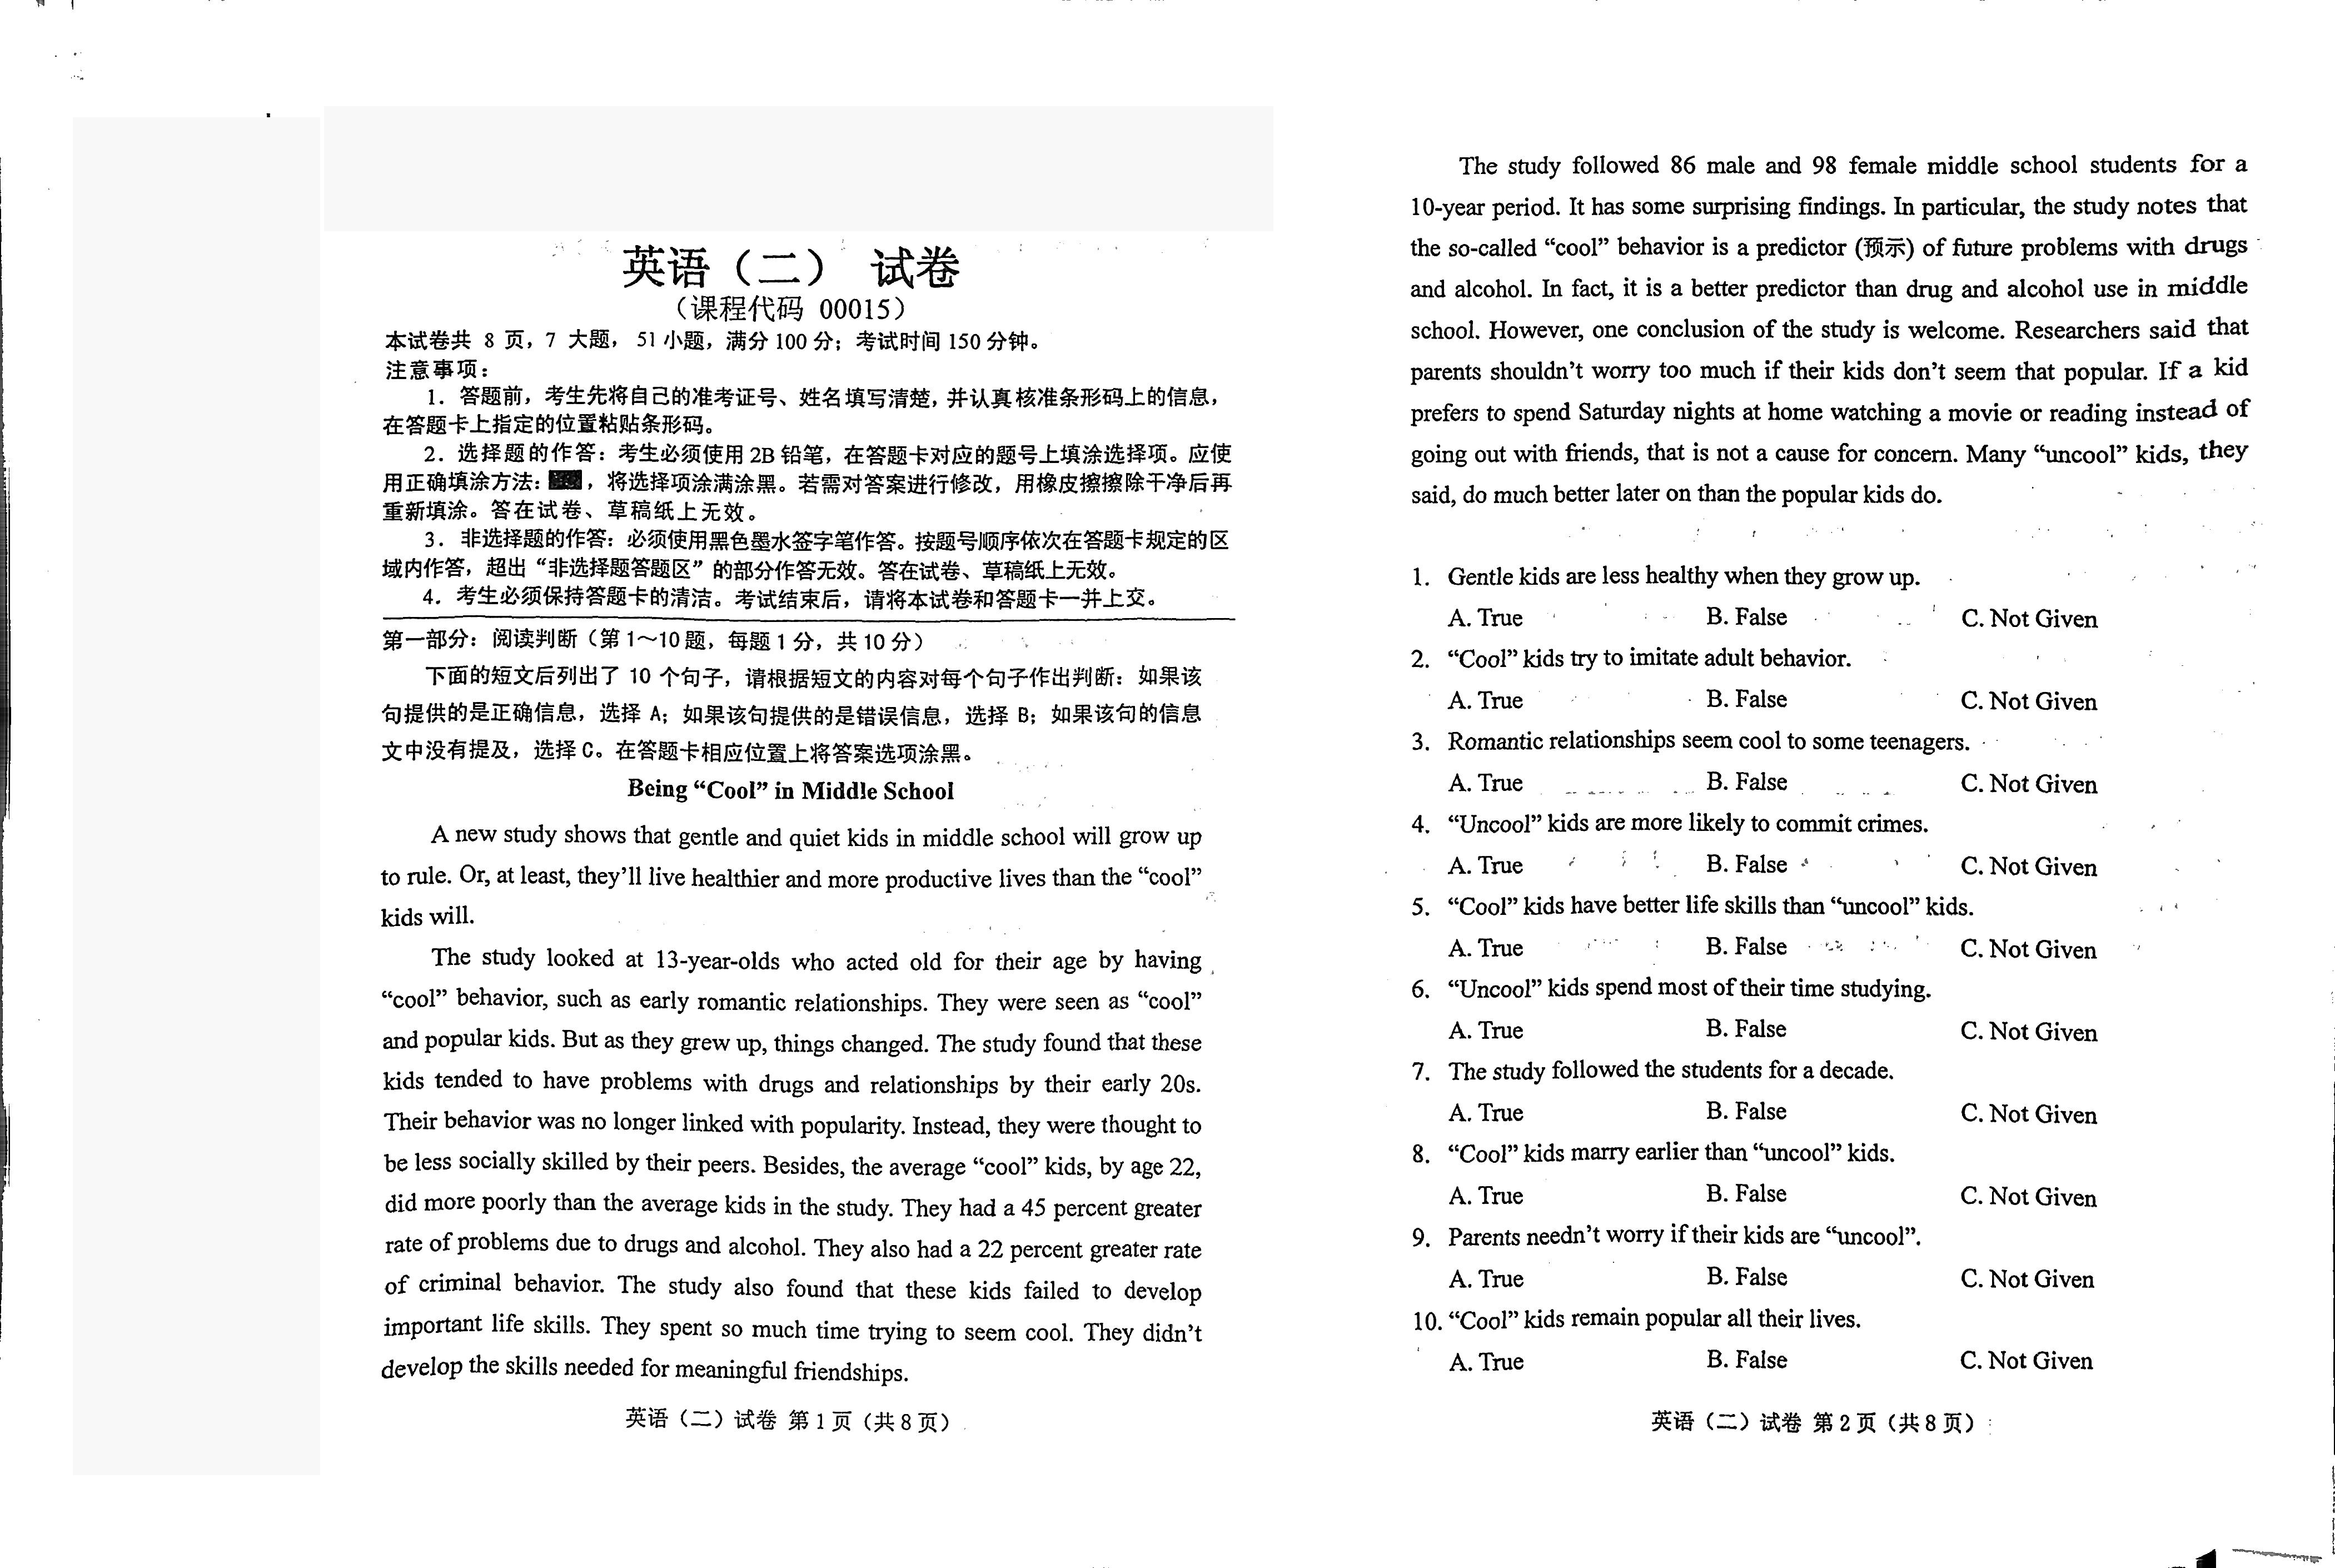 英语（二） 试卷
（课程代码 00015）
本试卷共 8 页，7 大题， 51 小题，满分 100 分；考试时间 150 分钟。
注意事项：
1．答题前，考生先将自己的准考证号、姓名填写清楚，并认真核准条形码上的信息，
在答题卡上指定的位置粘贴条形码。
2．选择题的作答：考生必须使用 2B 铅笔，在答题卡对应的题号上填涂选择项。应使
用正确填涂方法：，将选择项涂满涂黑。若需对答案进行修改，用橡皮擦擦除干净后再
重新填涂。答在试卷、草稿纸上无效。
3．非选择题的作答：必须使用黑色墨水签字笔作答。按题号顺序依次在答题卡规定的区
域内作答，超出“非选择题答题区”的部分作答无效。答在试卷、草稿纸上无效。
4．考生必须保持答题卡的清洁。考试结束后，请将本试卷和答题卡一并上交。
第一部分：阅读判断（第 1～10 题，每题 1 分，共 10 分）
下面的短文后列出了 10 个句子，请根据短文的内容对每个句子作出判断：如果该
句提供的是正确信息，选择 A；如果该句提供的是错误信息，选择 B；如果该句的信息
文中没有提及，选择 C。在答题卡相应位置上将答案选项涂黑。
Being “Cool” in Middle School
A new study shows that gentle and quiet kids in middle school will grow up
to rule. Or, at least, they’ll live healthier and more productive lives than the “cool”
kids will.
The study looked at 13-year-olds who acted old for their age by having
“cool” behavior, such as early romantic relationships. They were seen as “cool”
and popular kids. But as they grew up, things changed. The study found that these
kids tended to have problems with drugs and relationships by their early 20s.
Their behavior was no longer linked with popularity. Instead, they were thought to
be less socially skilled by their peers. Besides, the average “cool” kids, by age 22,
did more poorly than the average kids in the study. They had a 45 percent greater
rate of problems due to drugs and alcohol. They also had a 22 percent greater rate
of criminal behavior. The study also found that these kids failed to develop
important life skills. They spent so much time trying to seem cool. They didn’t
develop the skills needed for meaningful friendships.
英语（二）试卷 第 1 页（共 8 页）
The study followed 86 male and 98 female middle school students for a
10-year period. It has some surprising findings. In particular, the study notes that
the so-called “cool” behavior is a predictor (预示) of future problems with drugs
and alcohol. In fact, it is a better predictor than drug and alcohol use in middle
school. However, one conclusion of the study is welcome. Researchers said that
parents shouldn’t worry too much if their kids don’t seem that popular. If a kid
prefers to spend Saturday nights at home watching a movie or reading instead of
going out with friends, that is not a cause for concern. Many “uncool” kids, they
said, do much better later on than the popular kids do.
1. Gentle kids are less healthy when they grow up.
A. True B. False C. Not Given
2. “Cool” kids try to imitate adult behavior.
A. True B. False C. Not Given
3. Romantic relationships seem cool to some teenagers.
A. True B. False C. Not Given
4. “Uncool” kids are more likely to commit crimes.
A. True B. False C. Not Given
5. “Cool” kids have better life skills than “uncool” kids.
A. True B. False C. Not Given
6. “Uncool” kids spend most of their time studying.
A. True B. False C. Not Given
7. The study followed the students for a decade.
A. True B. False C. Not Given
8. “Cool” kids marry earlier than “uncool” kids.
A. True B. False C. Not Given
9. Parents needn’t worry if their kids are “uncool”.
A. True B. False C. Not Given
10. “Cool” kids remain popular all their lives.
A. True B. False C. Not Given
英语（二）试卷 第 2 页（共 8 页）